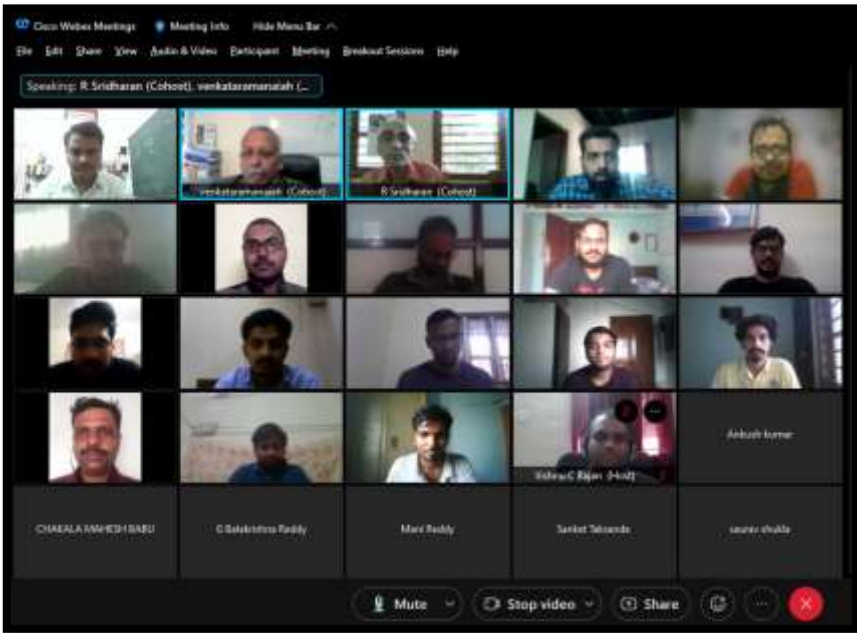 Cisco Webex Meetings Meeting Info Hide Menu Bar
File Edit Share View Audio & Video Participant Meeting Breakout Sessions Help
Speaking: R Sridharan (Cohost), venkataramanaiah (...
venkataramanaiah (Cohost) R Sridharan (Cohost)
Vishnu C Rajan (Host)
Ankush kumar
CHAKALA MAHESH BABU G Balakrishna Reddy Mani Reddy Sanket saurav shukla
Mute Stop video Share